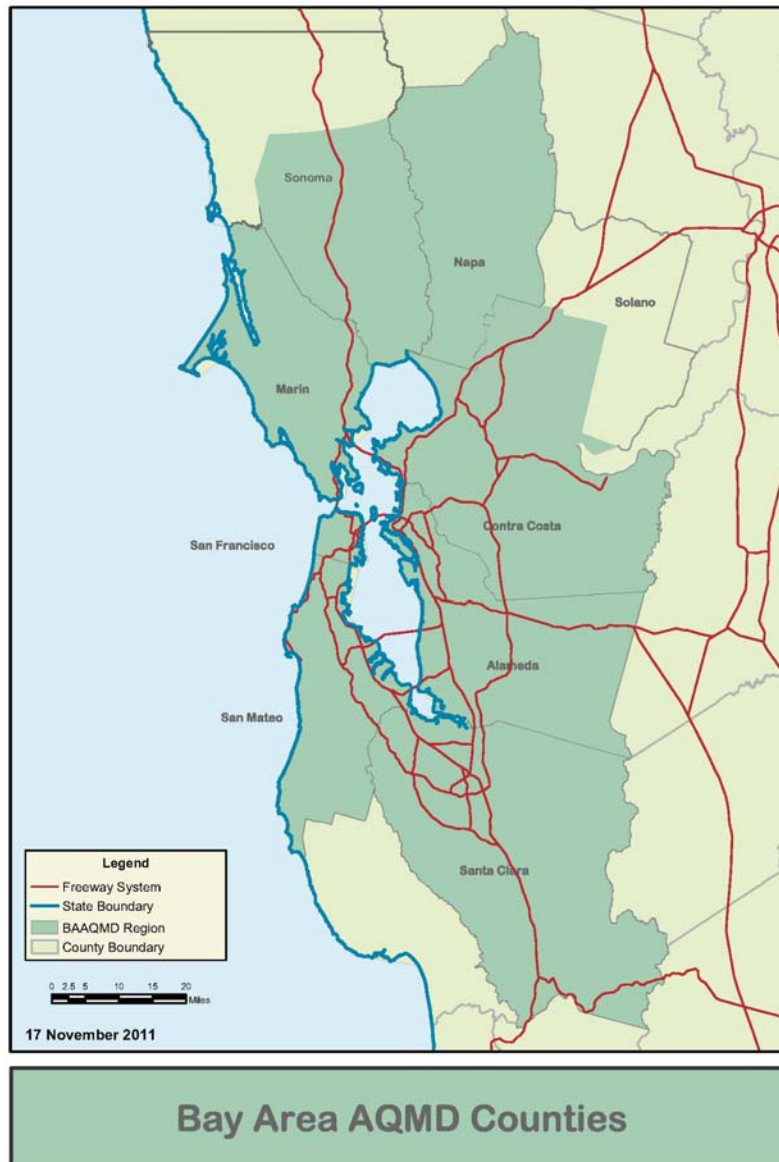 Sonoma
Napa
Solano
Marin
Contra Costa
San Francisco
Alameda
San Mateo
Santa Clara
Legend
Freeway System
State Boundary
BAAQMD Region
County Boundary
0 2.5 5 10 15 20
Miles
17 November 2011
Bay Area AQMD Counties